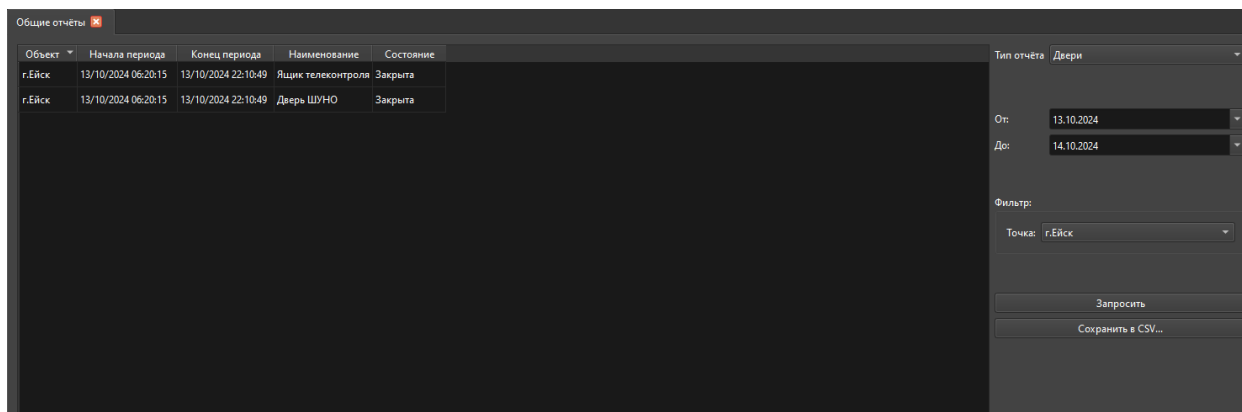 Общие отчёты
Объект Начала периода Конец периода Наименование Состояние
г.Ейск 13/10/2024 06:20:15 13/10/2024 22:10:49 Ящик телеконтроля Закрыта
г.Ейск 13/10/2024 06:20:15 13/10/2024 22:10:49 Дверь ШУНО Закрыта
Тип отчёта Двери
От: 13.10.2024
До: 14.10.2024
Фильтр:
Точка: г.Ейск
Запросить
Сохранить в CSV...